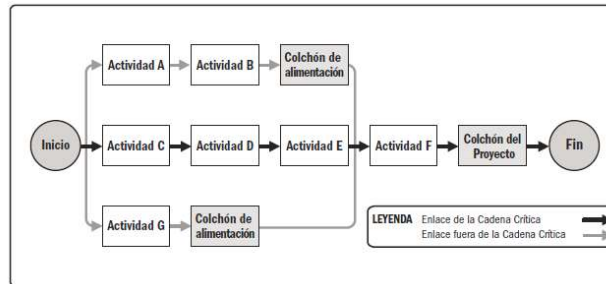 Actividad A
Actividad B
Colchón de
alimentación
Inicio
Actividad C
Actividad D
Actividad E
Actividad F
Colchón del
Proyecto
Fin
Actividad G
Colchón de
alimentación
LEYENDA
Enlace de la Cadena Crítica
Enlace fuera de la Cadena Crítica